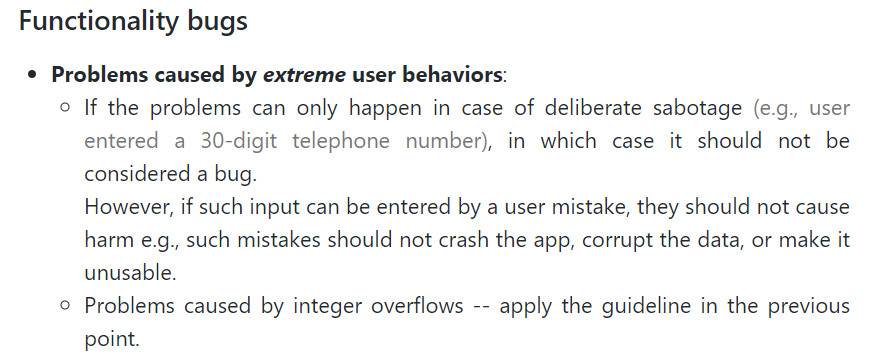 Functionality bugs
• Problems caused by extreme user behaviors:
○ If the problems can only happen in case of deliberate sabotage (e.g., user
entered a 30-digit telephone number), in which case it should not be
considered a bug.
However, if such input can be entered by a user mistake, they should not cause
harm e.g., such mistakes should not crash the app, corrupt the data, or make it
unusable.
○ Problems caused by integer overflows -- apply the guideline in the previous
point.